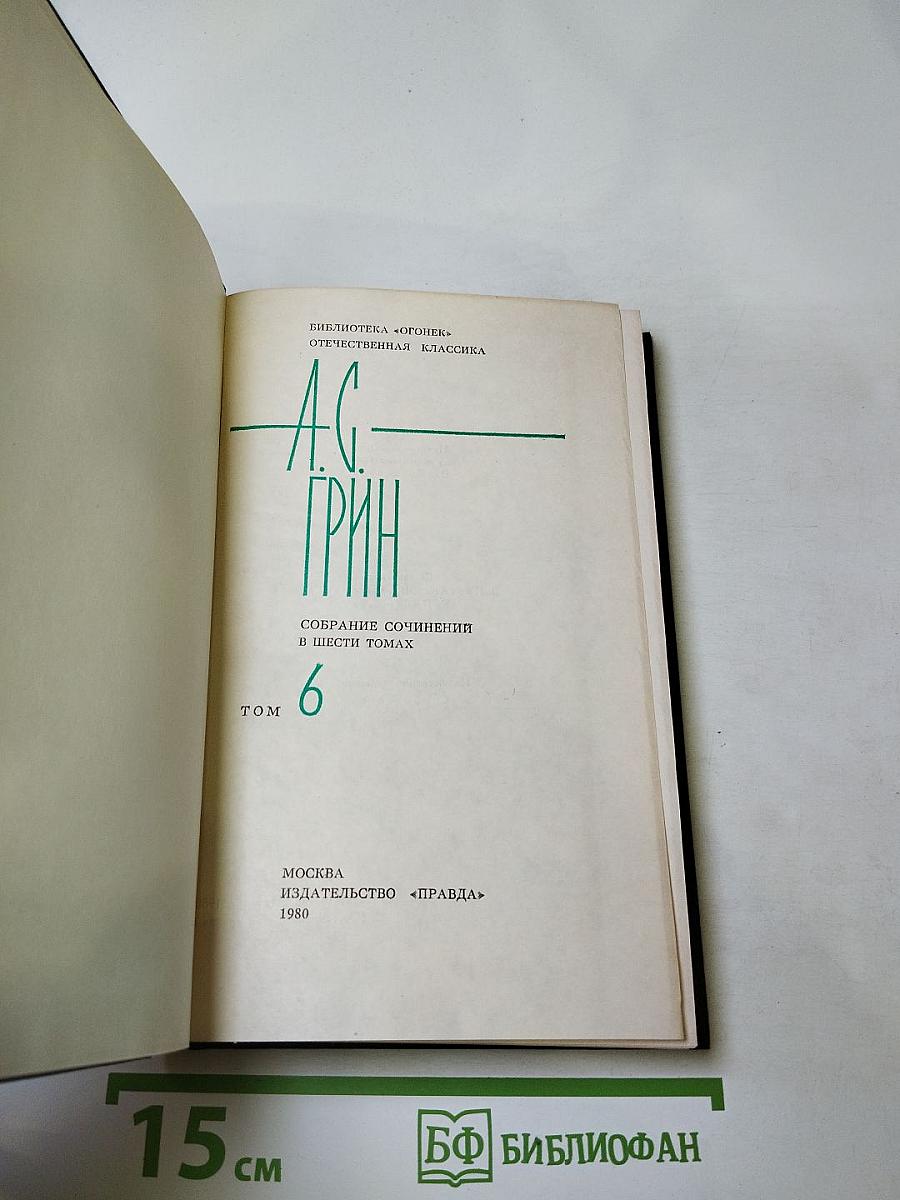 БИБЛИОТЕКА «ОГОНЕК»
ОТЕЧЕСТВЕННАЯ КЛАССИКА
А. С.
ГРИН
СОБРАНИЕ СОЧИНЕНИЙ
В ШЕСТИ ТОМАХ
ТОМ 6
МОСКВА
ИЗДАТЕЛЬСТВО «ПРАВДА»
1980
15 см
БФ БИБЛИОФАН